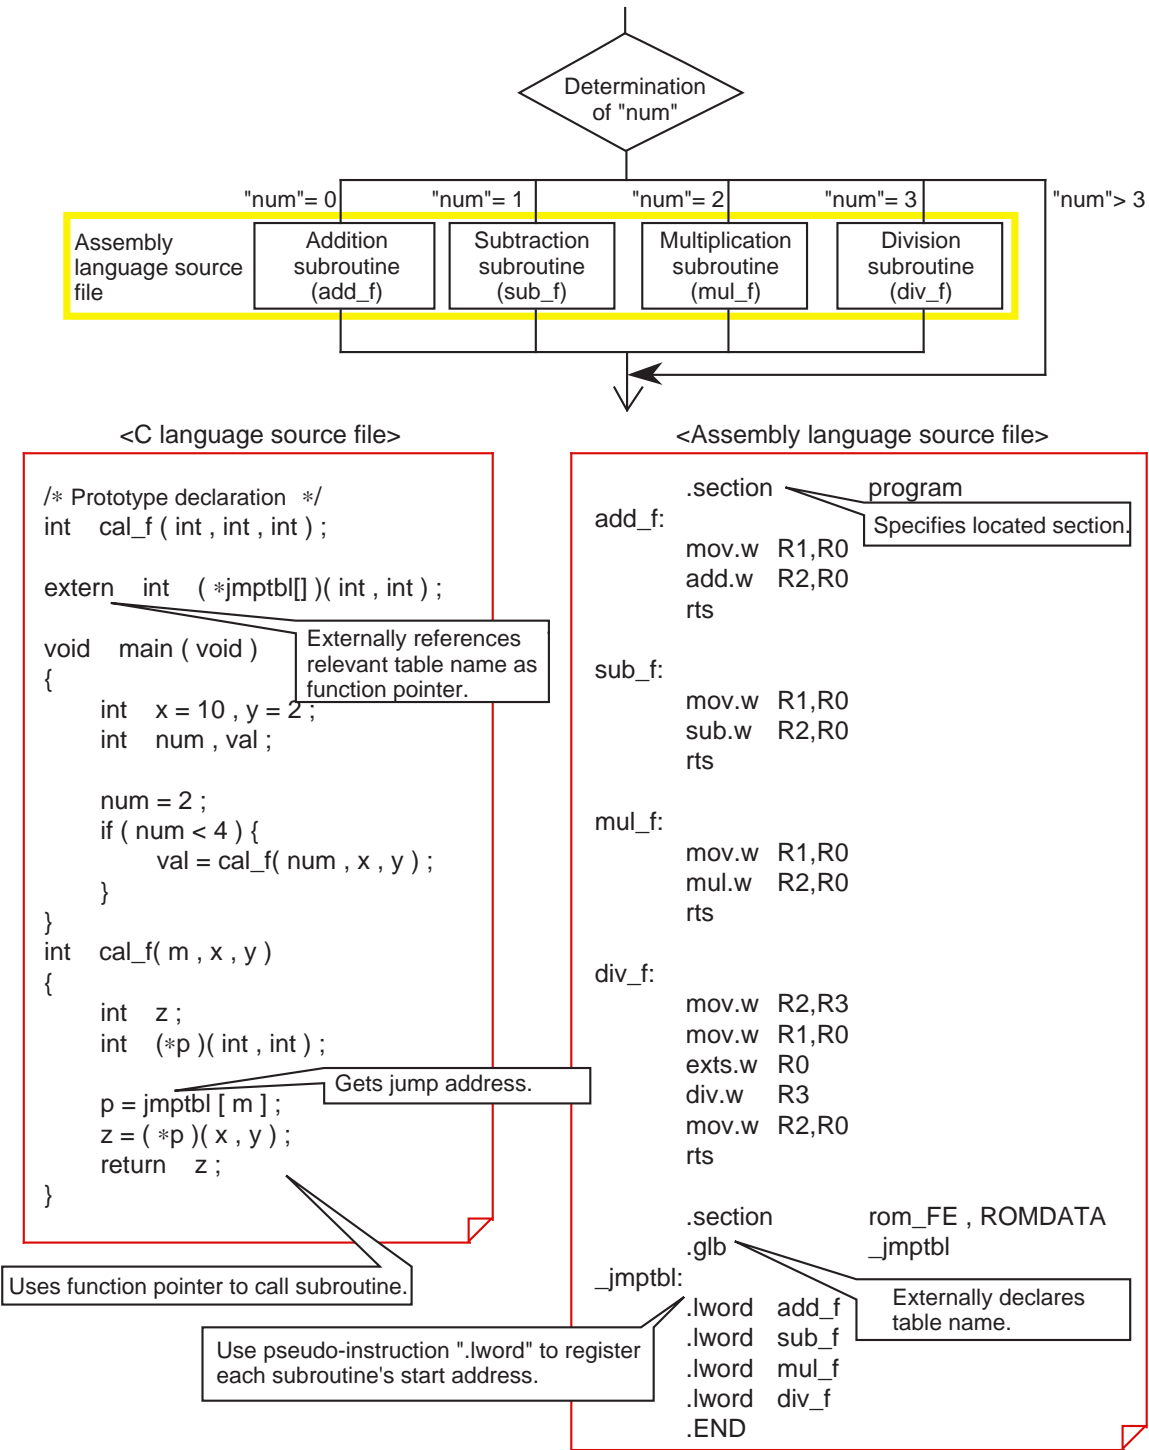 Determination
of "num"
"num"= 0
"num"= 1
"num"= 2
"num"= 3
"num"> 3
Assembly
language source
file
Addition
subroutine
(add_f)
Subtraction
subroutine
(sub_f)
Multiplication
subroutine
(mul_f)
Division
subroutine
(div_f)
<C language source file>
/* Prototype declaration */
int cal_f ( int , int , int ) ;
extern int ( *jmptbl[] )( int , int ) ;
Externally references
relevant table name as
function pointer.
void main ( void )
{
int x = 10 , y = 2 ;
int num , val ;
num = 2 ;
if ( num < 4 ) {
val = cal_f( num , x , y ) ;
}
}
int cal_f( m , x , y )
{
int z ;
int (*p )( int , int ) ;
Gets jump address.
p = jmptbl [ m ] ;
z = ( *p )( x , y ) ;
return z ;
}
Uses function pointer to call subroutine.
<Assembly language source file>
.section program
Specifies located section.
add_f:
mov.w R1,R0
add.w R2,R0
rts
sub_f:
mov.w R1,R0
sub.w R2,R0
rts
mul_f:
mov.w R1,R0
mul.w R2,R0
rts
div_f:
mov.w R2,R3
mov.w R1,R0
exts.w R0
div.w R3
mov.w R2,R0
rts
.section rom_FE , ROMDATA
.glb _jmptbl
Externally declares
table name.
_jmptbl:
.lword add_f
.lword sub_f
.lword mul_f
.lword div_f
.END
Use pseudo-instruction ".lword" to register
each subroutine's start address.